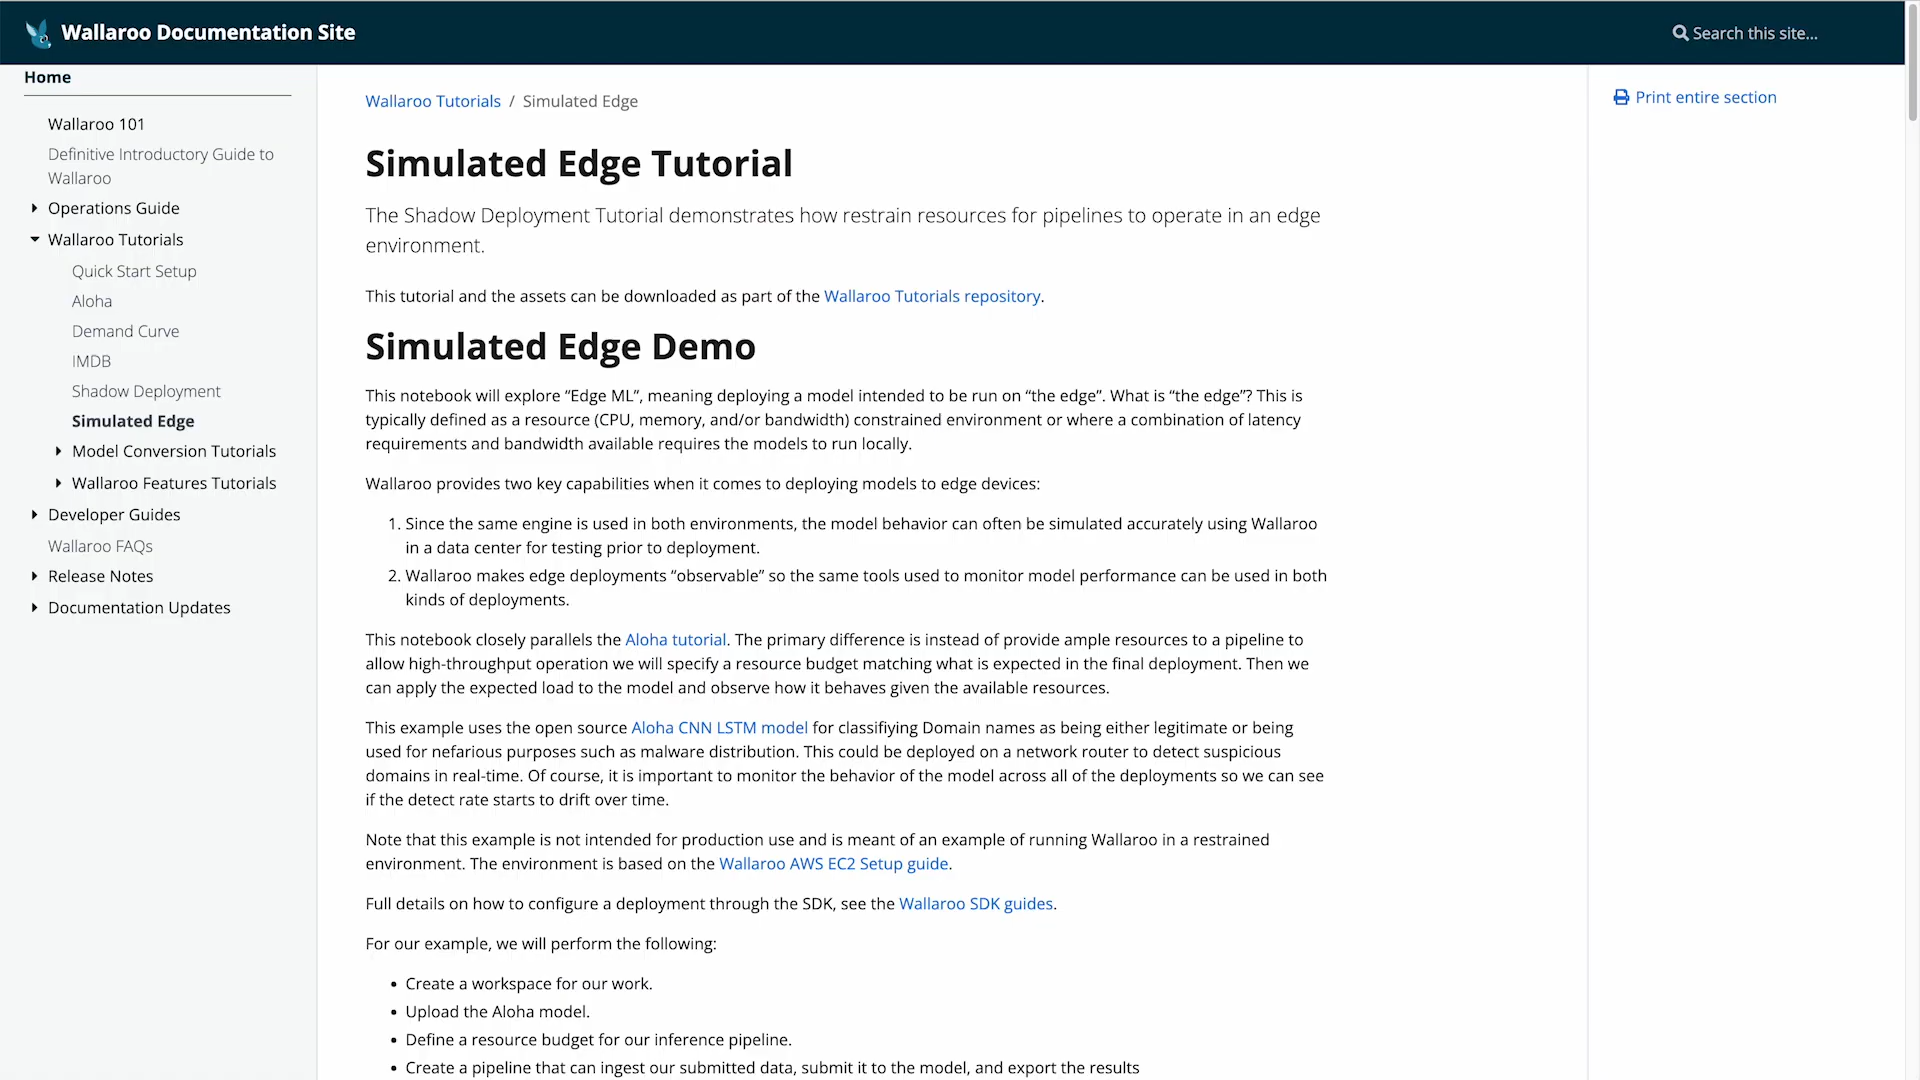 Wallaroo Documentation Site
Search this site...
Home
Wallaroo 101
Definitive Introductory Guide to
Wallaroo
Operations Guide
Wallaroo Tutorials
Quick Start Setup
Aloha
Demand Curve
IMDB
Shadow Deployment
Simulated Edge
Model Conversion Tutorials
Wallaroo Features Tutorials
Developer Guides
Wallaroo FAQs
Release Notes
Documentation Updates
Wallaroo Tutorials / Simulated Edge
Simulated Edge Tutorial
The Shadow Deployment Tutorial demonstrates how restrain resources for pipelines to operate in an edge
environment.
This tutorial and the assets can be downloaded as part of the Wallaroo Tutorials repository.
Simulated Edge Demo
This notebook will explore “Edge ML”, meaning deploying a model intended to be run on “the edge”. What is “the edge”? This is
typically defined as a resource (CPU, memory, and/or bandwidth) constrained environment or where a combination of latency
requirements and bandwidth available requires the models to run locally.
Wallaroo provides two key capabilities when it comes to deploying models to edge devices:
1. Since the same engine is used in both environments, the model behavior can often be simulated accurately using Wallaroo
in a data center for testing prior to deployment.
2. Wallaroo makes edge deployments “observable” so the same tools used to monitor model performance can be used in both
kinds of deployments.
This notebook closely parallels the Aloha tutorial. The primary difference is instead of provide ample resources to a pipeline to
allow high-throughput operation we will specify a resource budget matching what is expected in the final deployment. Then we
can apply the expected load to the model and observe how it behaves given the available resources.
This example uses the open source Aloha CNN LSTM model for classifiying Domain names as being either legitimate or being
used for nefarious purposes such as malware distribution. This could be deployed on a network router to detect suspicious
domains in real-time. Of course, it is important to monitor the behavior of the model across all of the deployments so we can see
if the detect rate starts to drift over time.
Note that this example is not intended for production use and is meant of an example of running Wallaroo in a restrained
environment. The environment is based on the Wallaroo AWS EC2 Setup guide.
Full details on how to configure a deployment through the SDK, see the Wallaroo SDK guides.
For our example, we will perform the following:
• Create a workspace for our work.
• Upload the Aloha model.
• Define a resource budget for our inference pipeline.
• Create a pipeline that can ingest our submitted data, submit it to the model, and export the results
Print entire section